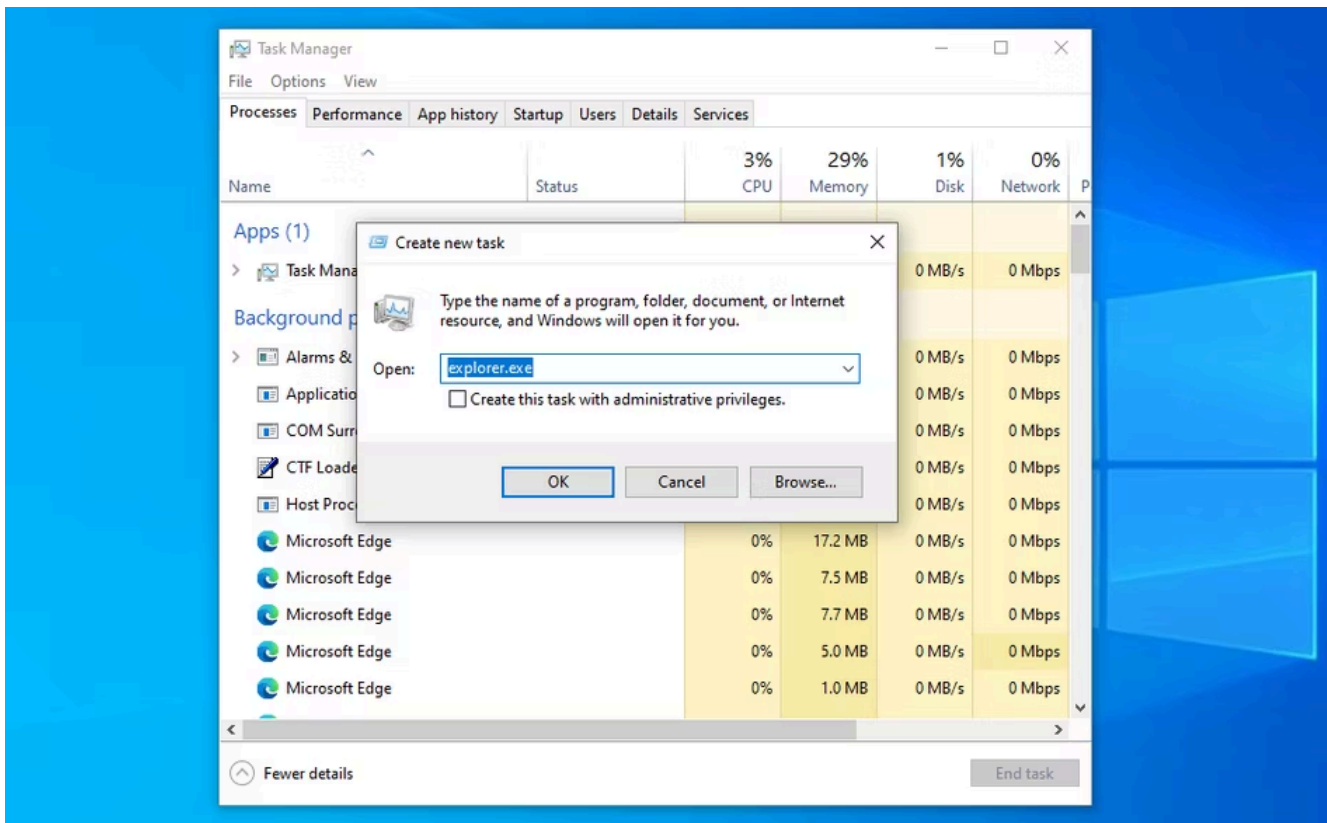 Task Manager
File Options View
Processes Performance App history Startup Users Details Services
3% 29% 1% 0%
Name Status CPU Memory Disk Network P
Apps (1)
Task Mana 0 MB/s 0 Mbps
Background p
Alarms & 0 MB/s 0 Mbps
Applicatio 0 MB/s 0 Mbps
COM Surr 0 MB/s 0 Mbps
CTF Loade 0 MB/s 0 Mbps
Host Proc 0 MB/s 0 Mbps
Create new task
Type the name of a program, folder, document, or Internet
resource, and Windows will open it for you.
Open: explorer.exe
Create this task with administrative privileges.
OK Cancel Browse...
Microsoft Edge 0% 17.2 MB 0 MB/s 0 Mbps
Microsoft Edge 0% 7.5 MB 0 MB/s 0 Mbps
Microsoft Edge 0% 7.7 MB 0 MB/s 0 Mbps
Microsoft Edge 0% 5.0 MB 0 MB/s 0 Mbps
Microsoft Edge 0% 1.0 MB 0 MB/s 0 Mbps
Fewer details End task